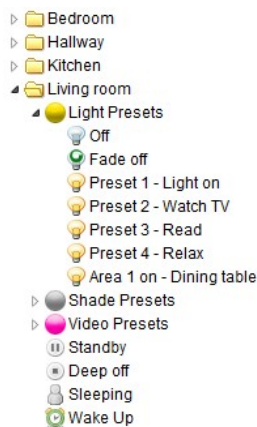 Bedroom
Hallway
Kitchen
Living room
Light Presets
Off
Fade off
Preset 1 - Light on
Preset 2 - Watch TV
Preset 3 - Read
Preset 4 - Relax
Area 1 on - Dining table
Shade Presets
Video Presets
Standby
Deep off
Sleeping
Wake Up